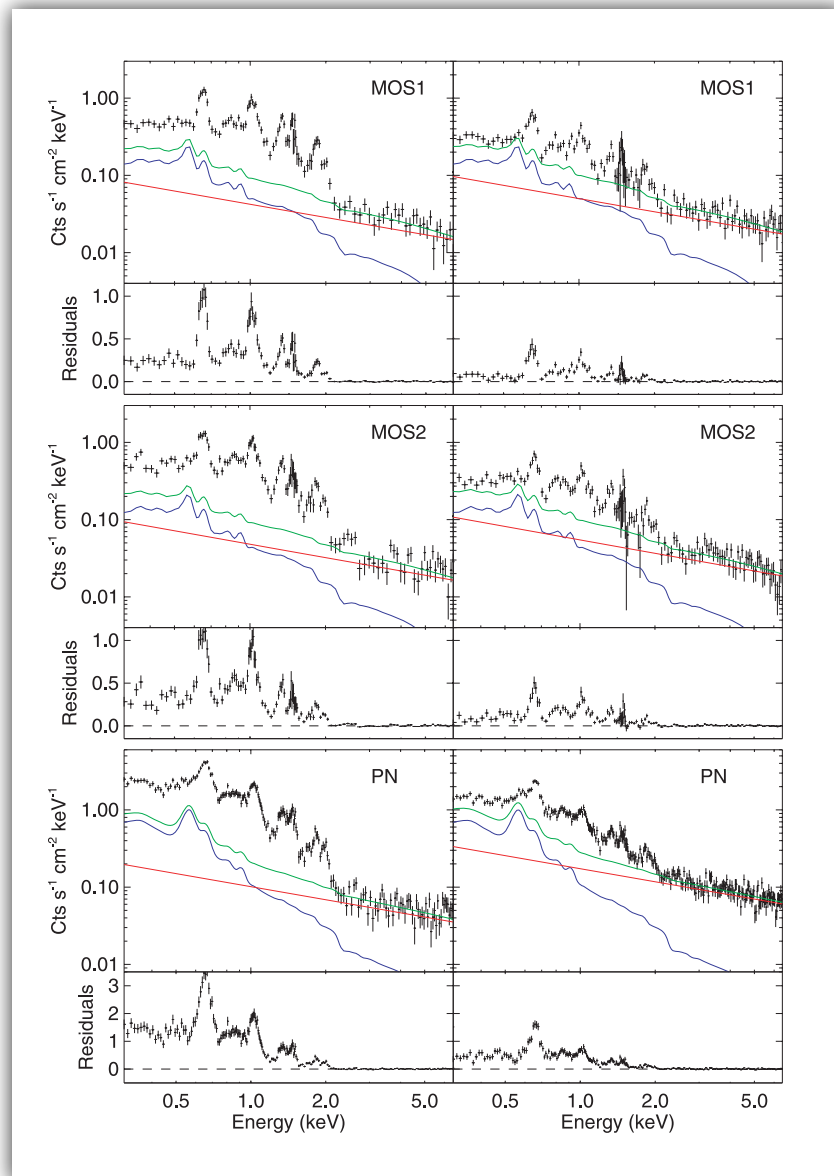 MOS1
MOS1
Cts s⁻¹ cm⁻² keV⁻¹
1.00
0.10
0.01
Residuals
1.0
0.5
0.0
MOS2
MOS2
Cts s⁻¹ cm⁻² keV⁻¹
1.00
0.10
0.01
Residuals
1.0
0.5
0.0
PN
PN
Cts s⁻¹ cm⁻² keV⁻¹
1.00
0.10
0.01
Residuals
3
2
1
0
0.5 1.0 2.0 5.0 0.5 1.0 2.0 5.0
Energy (keV) Energy (keV)